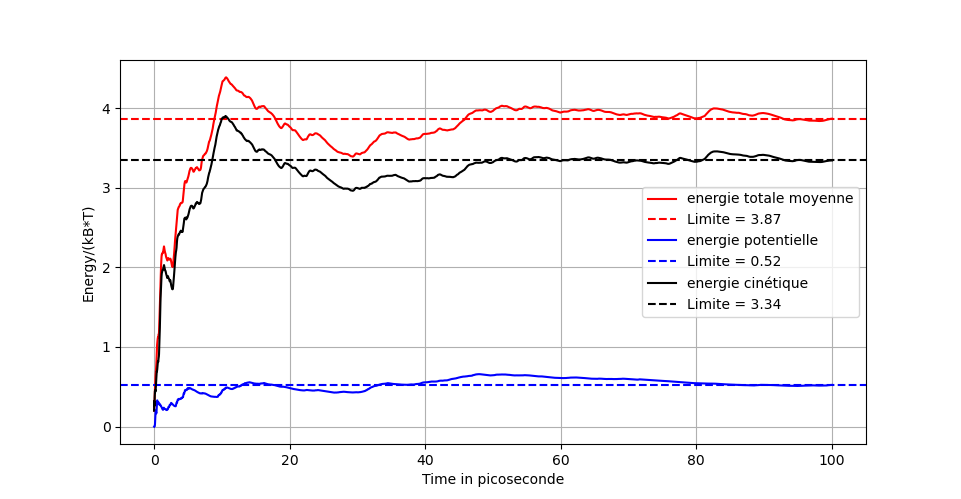 4
3
2
1
0
Energy/(kB*T)
energie totale moyenne
Limite = 3.87
energie potentielle
Limite = 0.52
energie cinétique
Limite = 3.34
0 20 40 60 80 100
Time in picoseconde